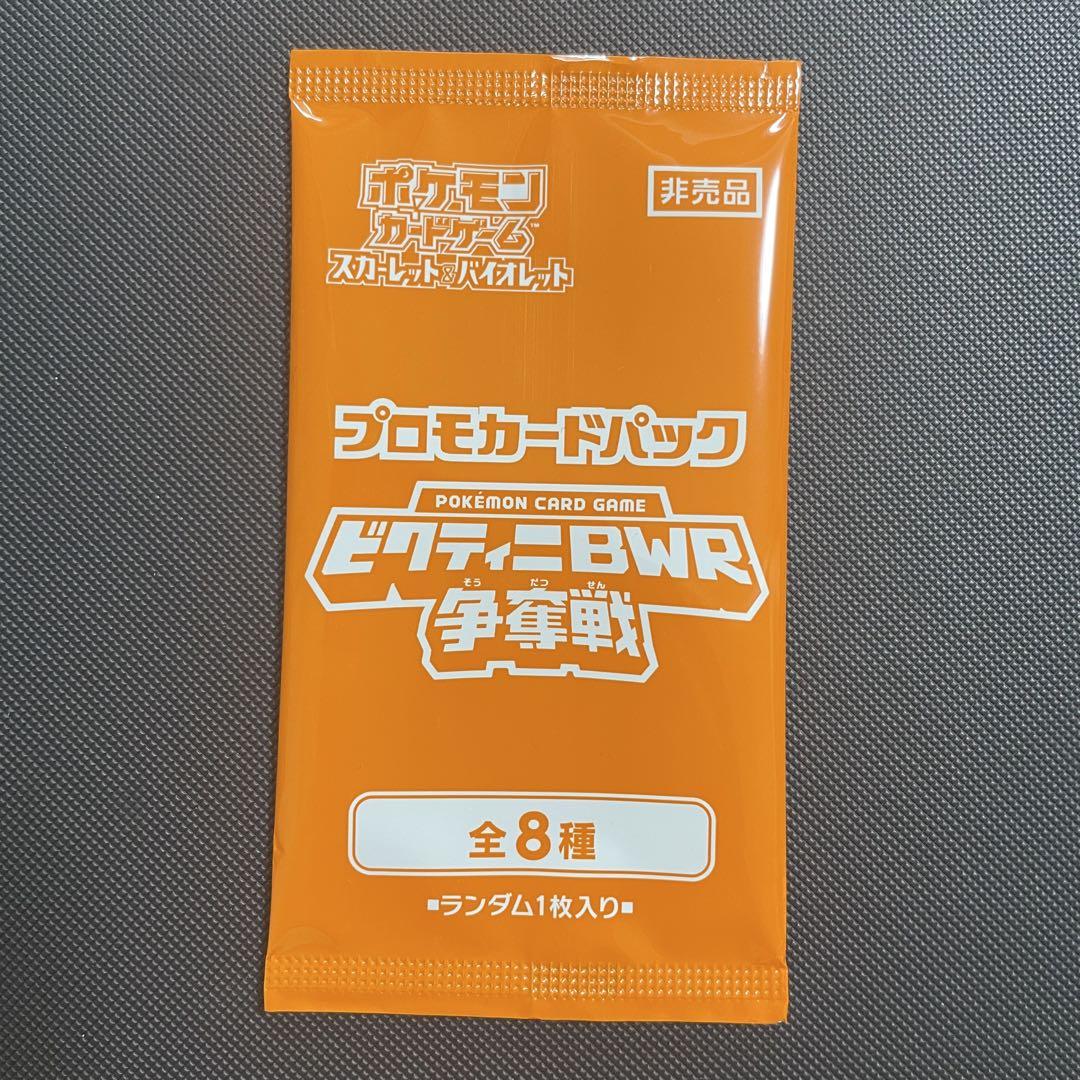 ポケモン
カードゲーム™
スカーレット&バイオレット
非売品
プロモカードパック
POKÉMON CARD GAME
ビクティニBWR
そう だつ せん
争奪戦
全8種
■ランダム1枚入り■